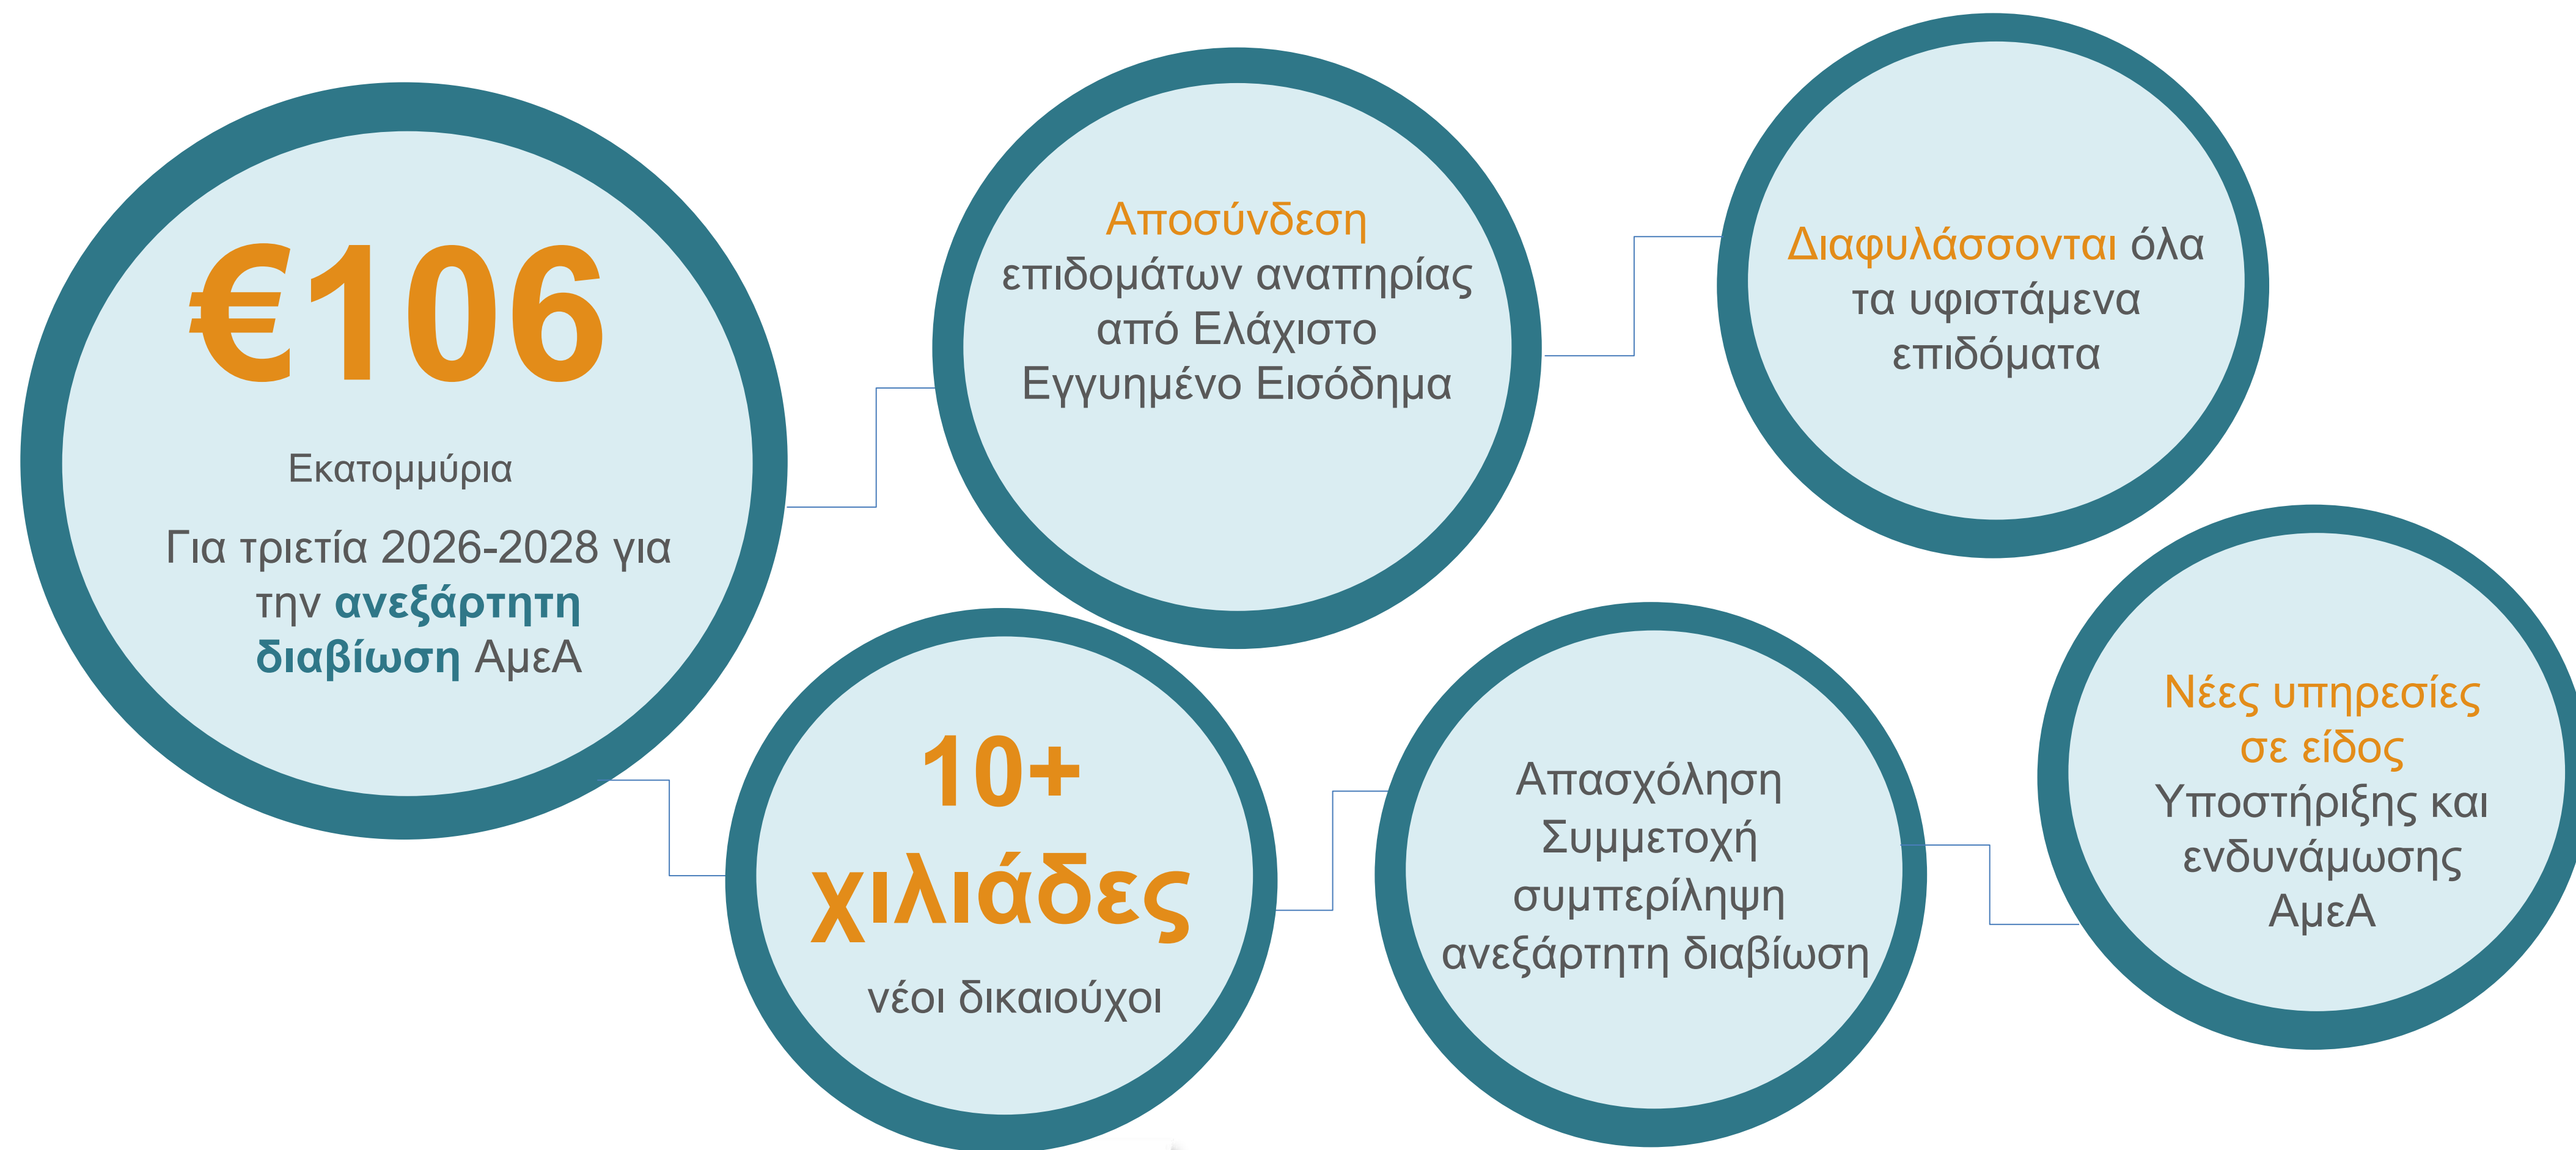 €106
Εκατομμύρια
Για τριετία 2026-2028 για
την ανεξάρτητη
διαβίωση ΑμεΑ
Αποσύνδεση
επιδομάτων αναπηρίας
από Ελάχιστο
Εγγυημένο Εισόδημα
Διαφυλάσσονται όλα
τα υφιστάμενα
επιδόματα
10+
χιλιάδες
νέοι δικαιούχοι
Απασχόληση
Συμμετοχή
συμπερίληψη
ανεξάρτητη διαβίωση
Νέες υπηρεσίες
σε είδος
Υποστήριξης και
ενδυνάμωσης
ΑμεΑ